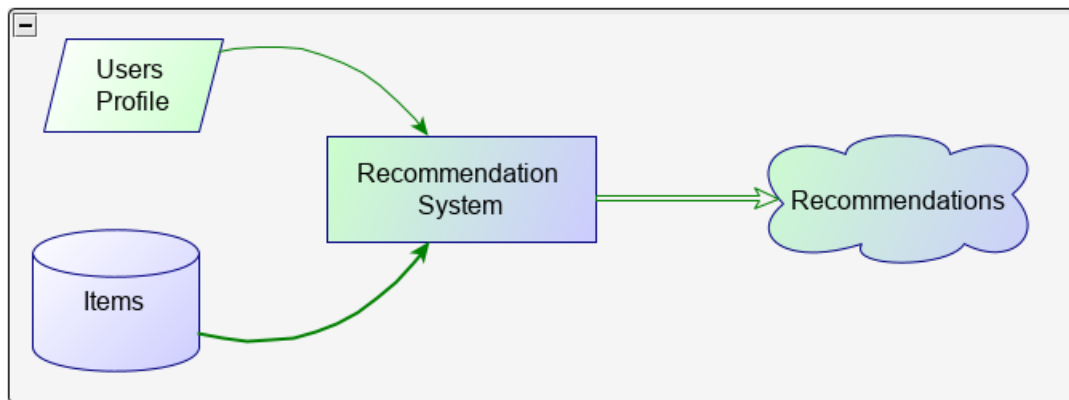 Users
Profile
Recommendation
System
Recommendations
Items